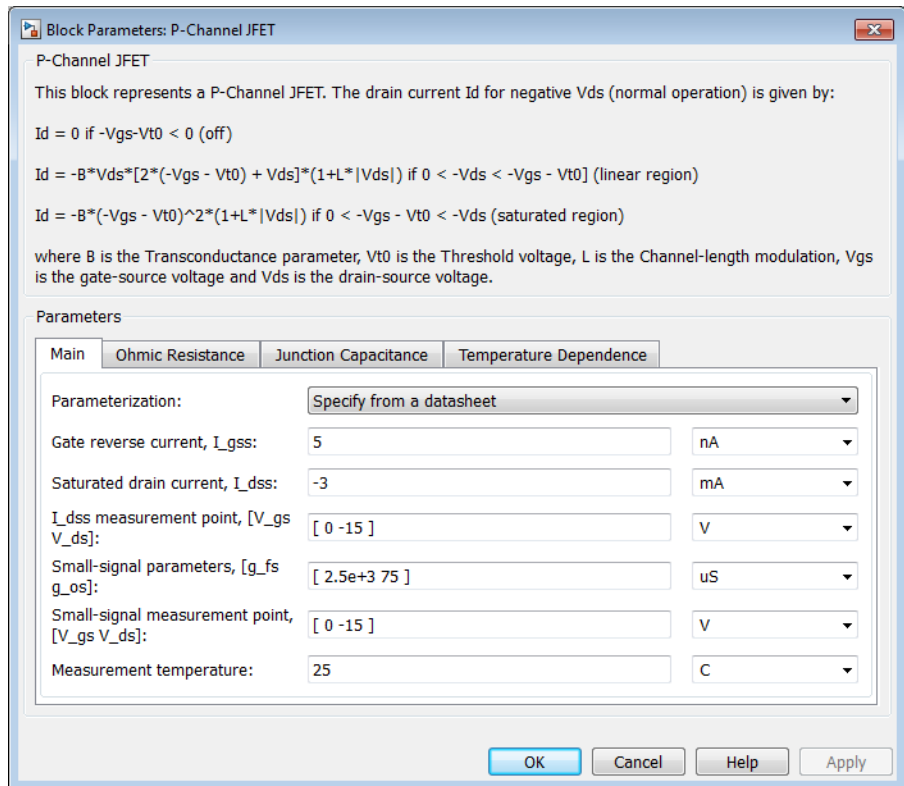 Block Parameters: P-Channel JFET
P-Channel JFET
This block represents a P-Channel JFET. The drain current Id for negative Vds (normal operation) is given by:
Id = 0 if -Vgs-Vt0 < 0 (off)
Id = -B*Vds*[2*(-Vgs - Vt0) + Vds]*(1+L*|Vds|) if 0 < -Vds < -Vgs - Vt0] (linear region)
Id = -B*(-Vgs - Vt0)^2*(1+L*|Vds|) if 0 < -Vgs - Vt0 < -Vds (saturated region)
where B is the Transconductance parameter, Vt0 is the Threshold voltage, L is the Channel-length modulation, Vgs
is the gate-source voltage and Vds is the drain-source voltage.
Parameters
Main Ohmic Resistance Junction Capacitance Temperature Dependence
Parameterization: Specify from a datasheet
Gate reverse current, I_gss: 5 nA
Saturated drain current, I_dss: -3 mA
I_dss measurement point, [V_gs
V_ds]: [ 0 -15 ] V
Small-signal parameters, [g_fs
g_os]: [ 2.5e+3 75 ] uS
Small-signal measurement point,
[V_gs V_ds]: [ 0 -15 ] V
Measurement temperature: 25 C
OK Cancel Help Apply